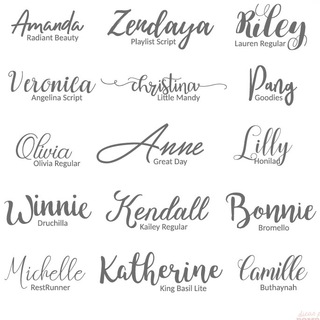 Amanda
Radiant Beauty
Zendaya
Playlist Script
Riley
Lauren Regular
Veronica
Angelina Script
christina
Little Mandy
Pang
Goodies
Olivia
Olivia Regular
Anne
Great Day
Lilly
Honilad
Winnie
Druchilla
Kendall
Kailey Regular
Bonnie
Bromello
Michelle
RestRunner
Katherine
King Basil Lite
Camille
Buthaynah